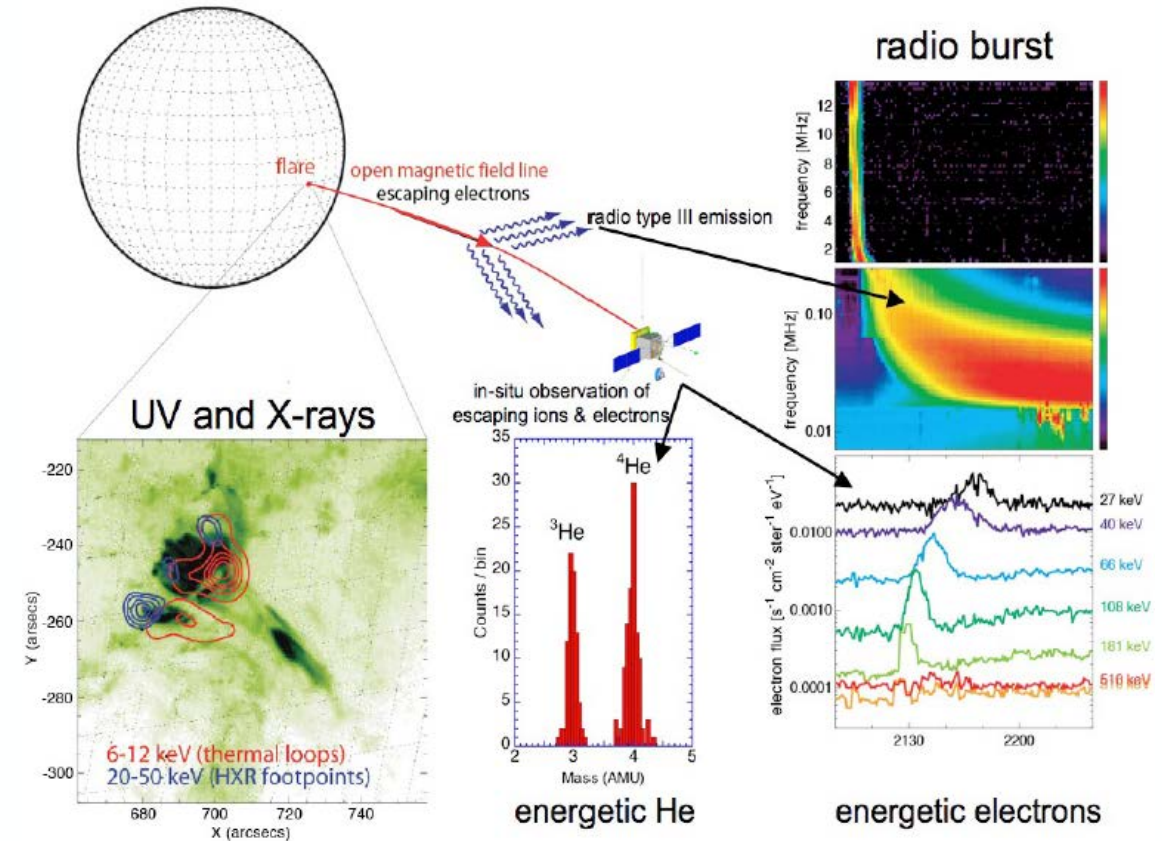 radio burst
flare
open magnetic field line
escaping electrons
radio type III emission
frequency [MHz]
12
10
8
6
4
2
frequency [MHz]
0.10
0.01
in-situ observation of
escaping ions & electrons
UV and X-rays
Y (arsecs)
-220
-240
-260
-280
-300
6-12 keV (thermal loops)
20-50 keV (HXR footpoints)
680
700
720
740
X (arcsecs)
Counts / bin
35
30
25
20
15
10
5
0
³He
⁴He
2
3
4
5
Mass (AMU)
energetic He
electron flux [s⁻¹ cm⁻² ster⁻¹ eV⁻¹]
0.0100
0.0010
0.0001
27 keV
40 keV
66 keV
108 keV
181 keV
510 keV
2130
2200
energetic electrons